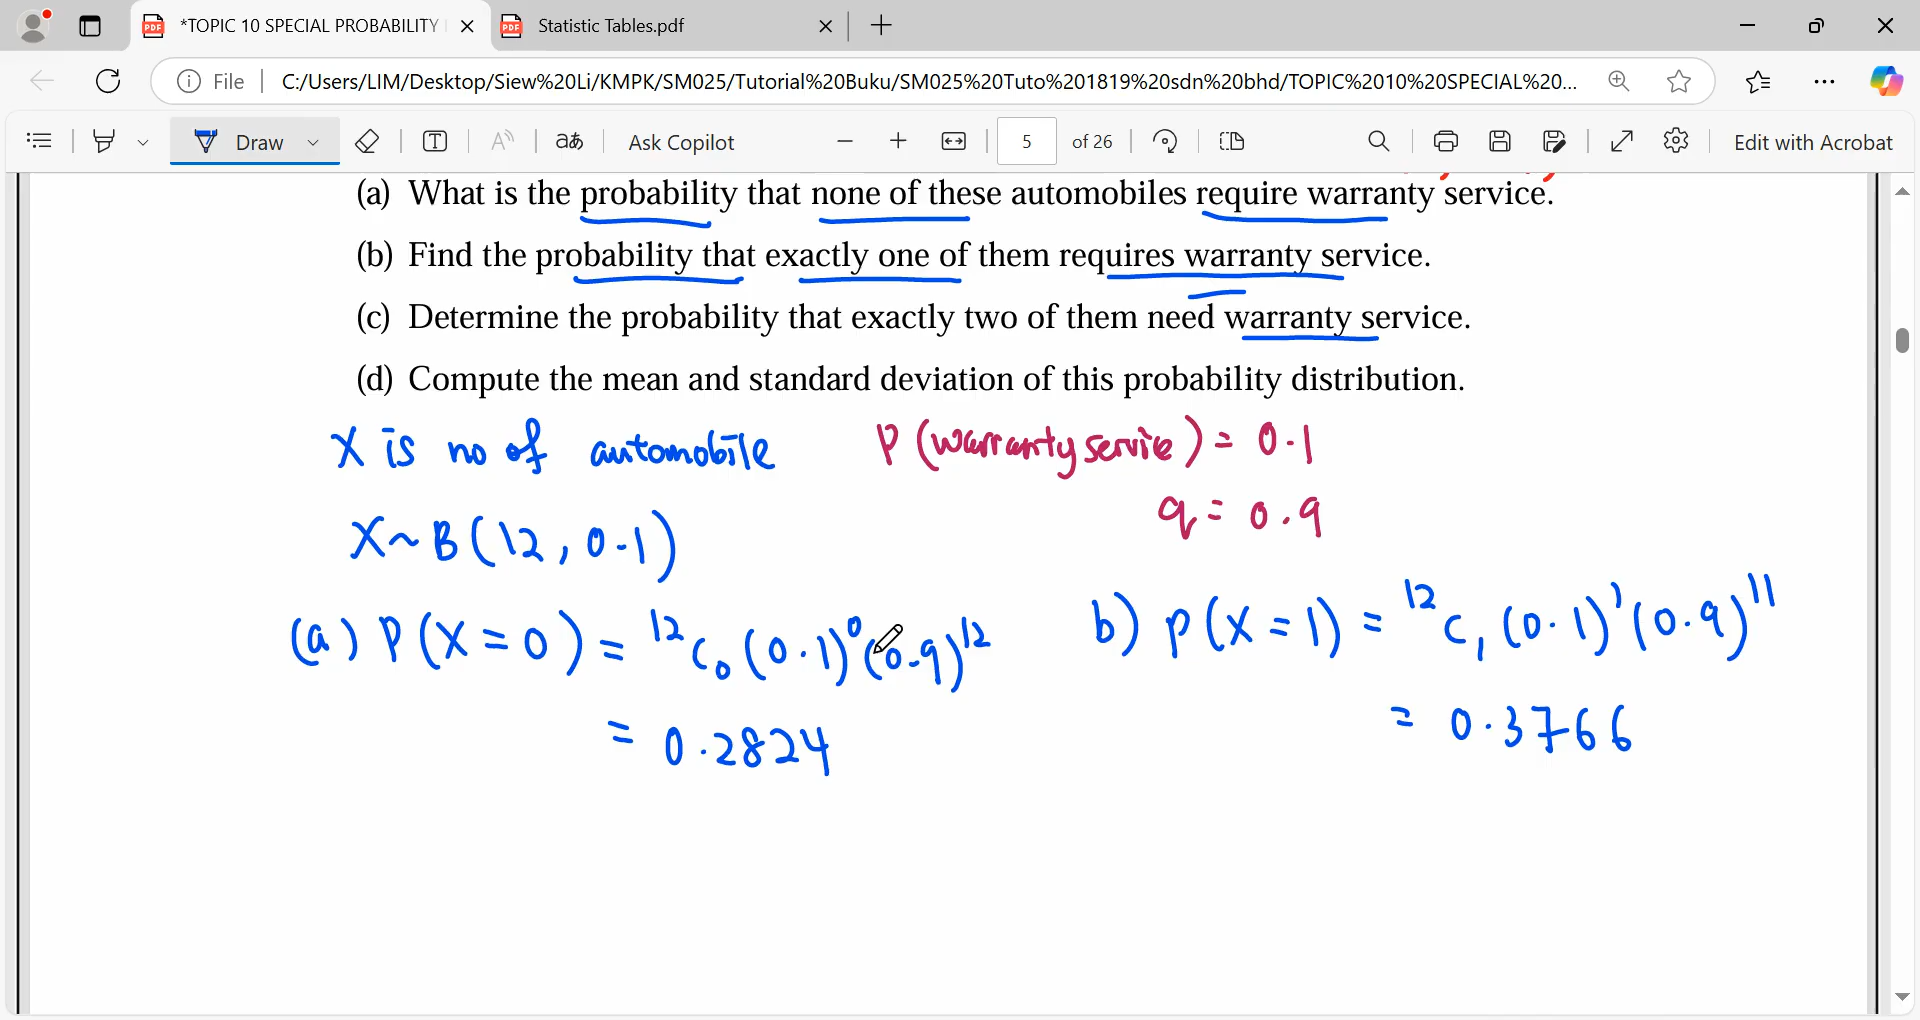 *TOPIC 10 SPECIAL PROBABILITY
Statistic Tables.pdf
File
C:/Users/LIM/Desktop/Siew%20Li/KMPK/SM025/Tutorial%20Buku/SM025%20Tuto%201819%20sdn%20bhd/TOPIC%2010%20SPECIAL%20...
Draw
Ask Copilot
5 of 26
Edit with Acrobat
(a) What is the probability that none of these automobiles require warranty service.
(b) Find the probability that exactly one of them requires warranty service.
(c) Determine the probability that exactly two of them need warranty service.
(d) Compute the mean and standard deviation of this probability distribution.
X is no of automobile
P (warranty servie) = 0.1
q = 0.9
X ~ B(12, 0.1)
(a) P(X = 0) = ¹²C₀ (0.1)⁰ (0.9)¹²
= 0.2824
b) P(X = 1) = ¹²C₁ (0.1)¹ (0.9)¹¹
= 0.3766